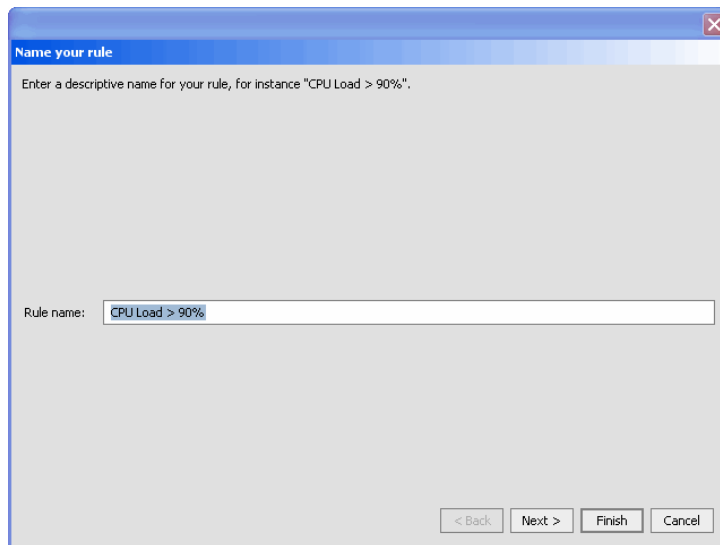 Name your rule
Enter a descriptive name for your rule, for instance "CPU Load > 90%".
Rule name: CPU Load > 90%
< Back Next > Finish Cancel